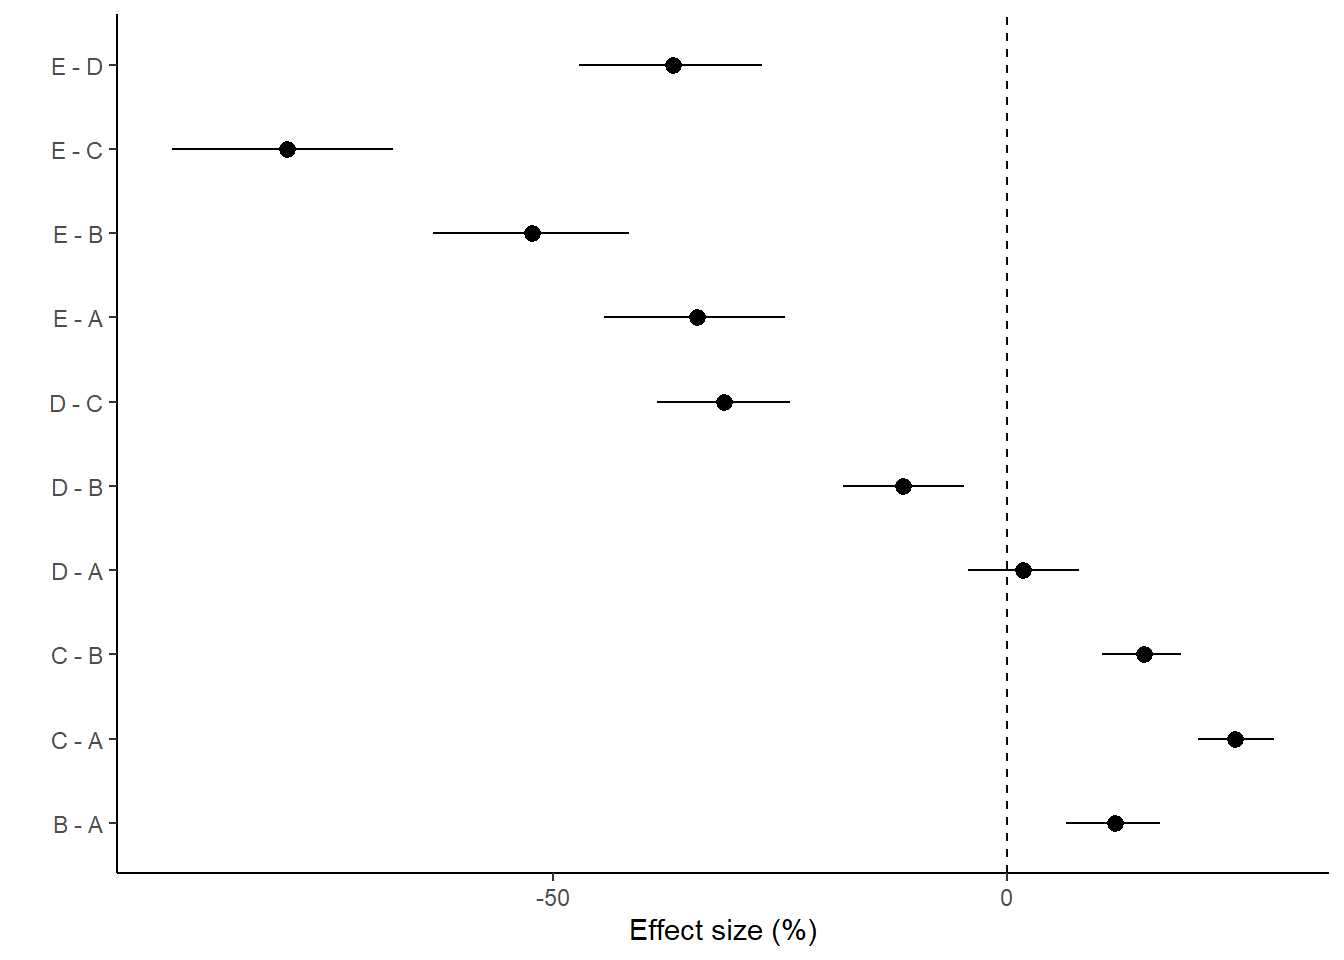 E - D
E - C
E - B
E - A
D - C
D - B
D - A
C - B
C - A
B - A
-50 0
Effect size (%)